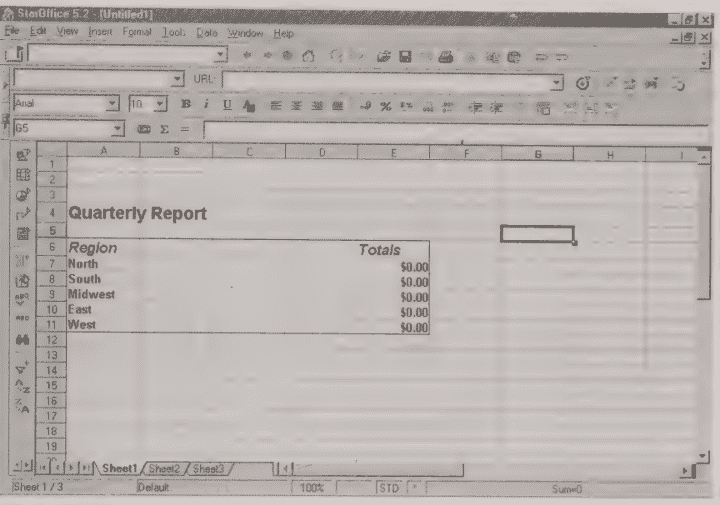 StarOffice 5.2 - [Untitled1]
File Edit View Insert Format Tools Data Window Help
URL:
Arial 10 B i U A % 
G5 Σ =
A B C D E F G H I
1
2
3
4 Quarterly Report
5
6 Region Totals
7 North $0.00
8 South $0.00
9 Midwest $0.00
10 East $0.00
11 West $0.00
12
13
14
15
16
17
18
19
Sheet1 Sheet2 Sheet3
Sheet 1 / 3 Default 100% STD * Sum=0